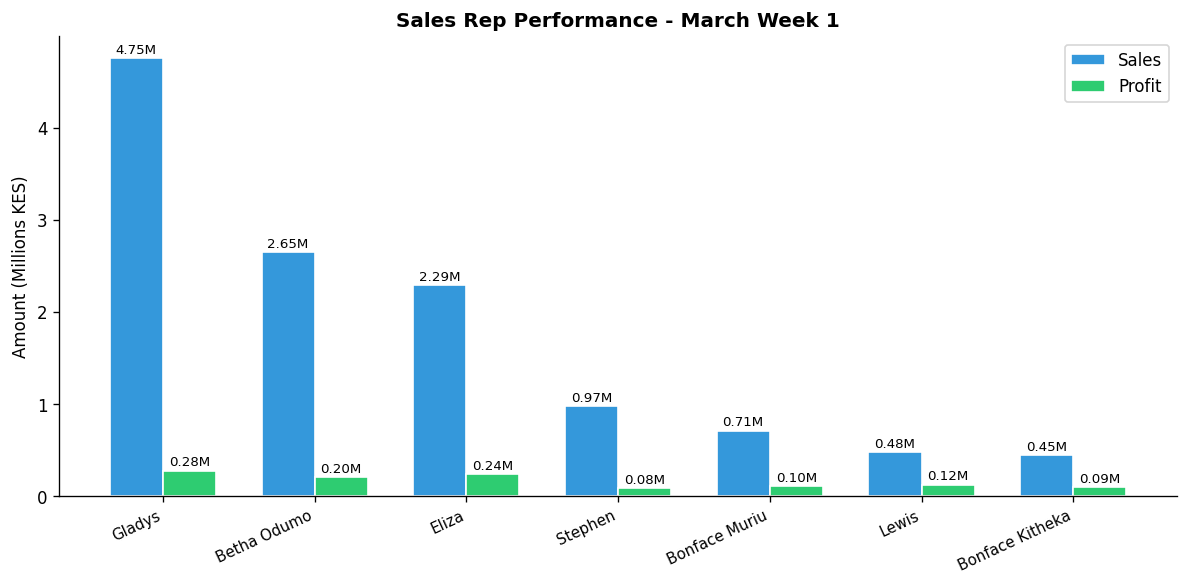 Sales Rep Performance - March Week 1
Sales
Profit
Amount (Millions KES)
4
3
2
1
0
4.75M
0.28M
2.65M
0.20M
2.29M
0.24M
0.97M
0.08M
0.71M
0.10M
0.48M
0.12M
0.45M
0.09M
Gladys
Betha Odumo
Eliza
Stephen
Bonface Muriu
Lewis
Bonface Kitheka